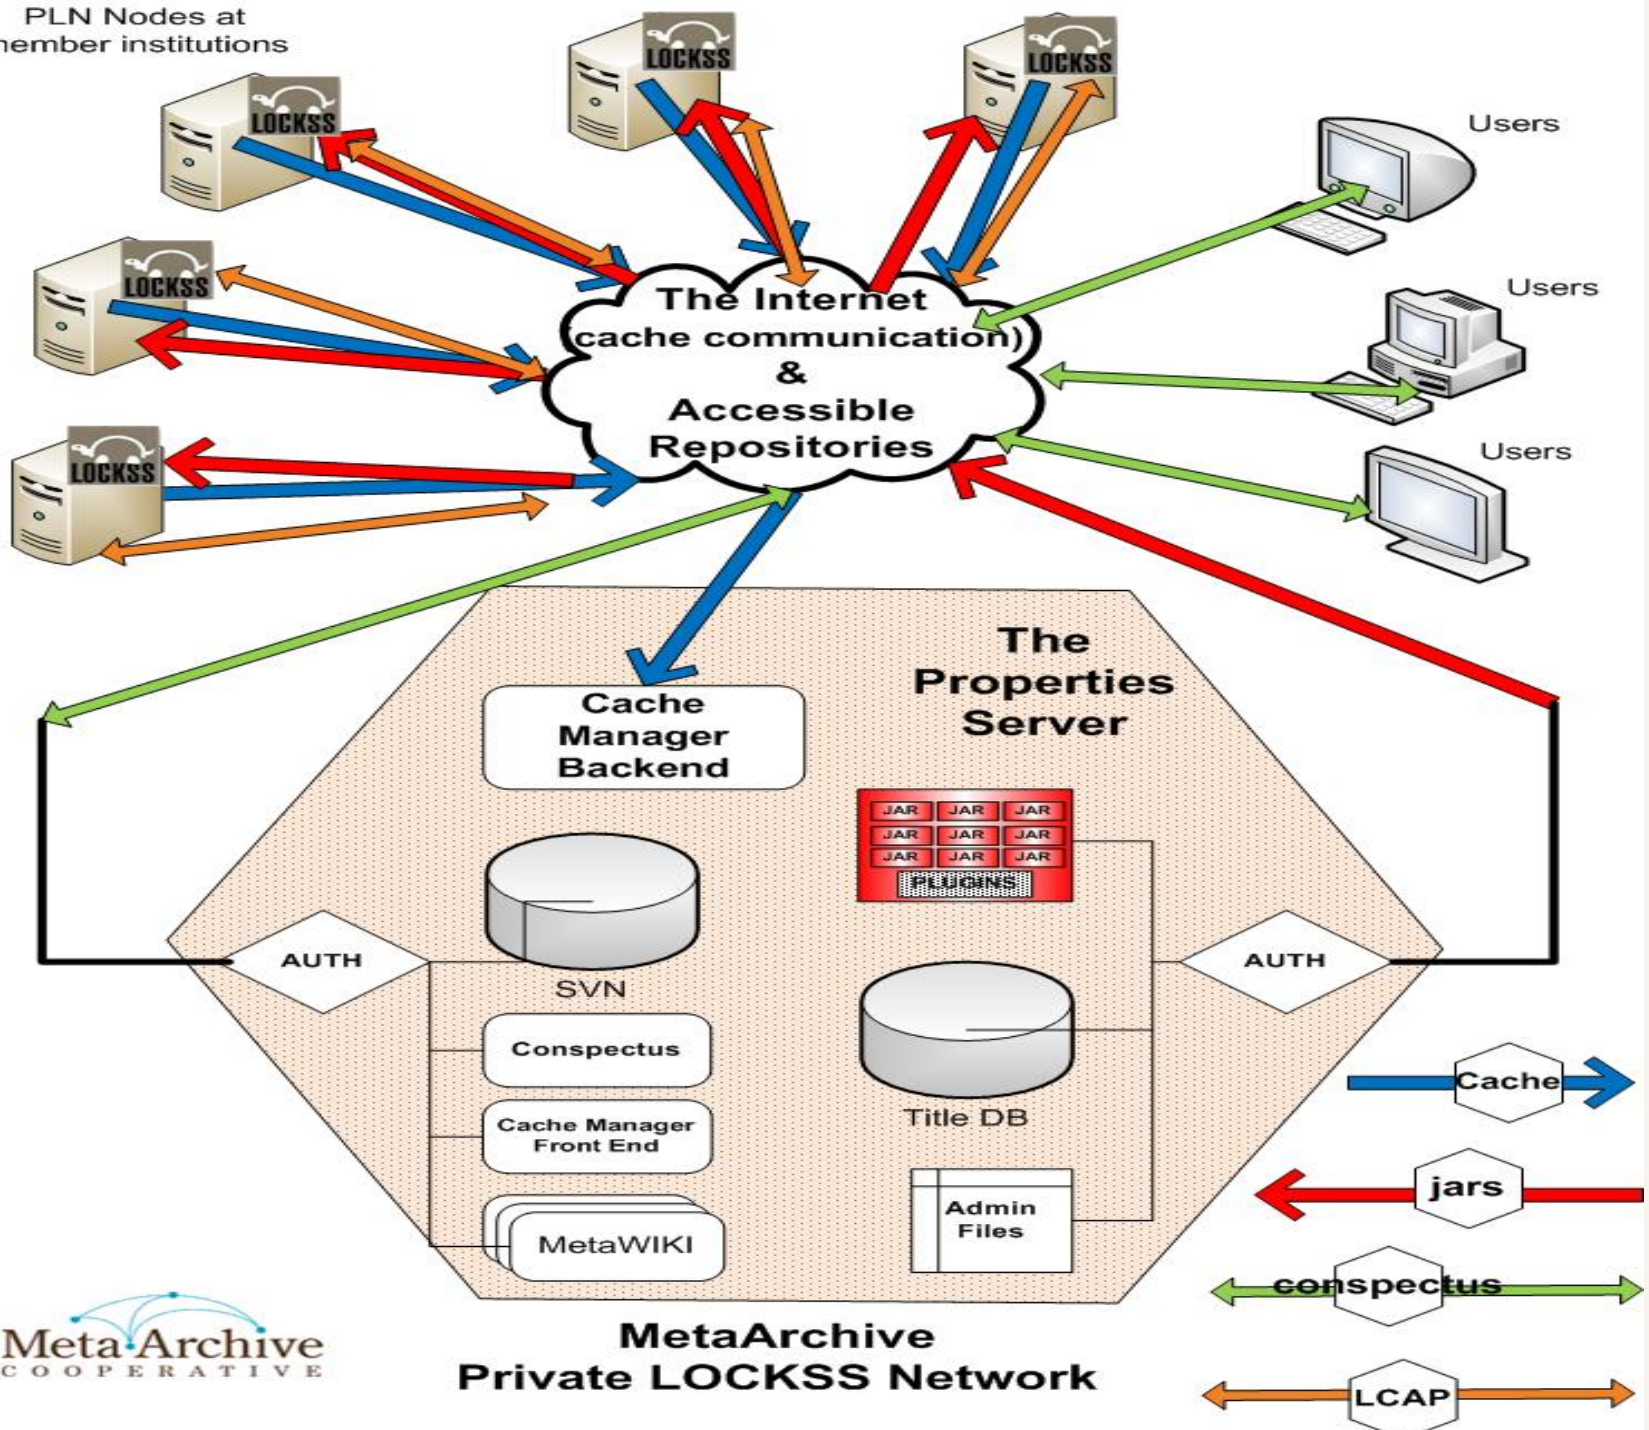 PLN Nodes at
member institutions
LOCKSS
LOCKSS
LOCKSS
LOCKSS
LOCKSS
Users
Users
Users
The Internet
(cache communication)
&
Accessible
Repositories
The
Properties
Server
Cache
Manager
Backend
JAR JAR JAR
JAR JAR JAR
JAR JAR JAR
PLUGINS
AUTH
SVN
AUTH
Conspectus
Cache Manager
Front End
MetaWIKI
Title DB
Admin
Files
Cache
jars
conspectus
LCAP
MetaArchive
COOPERATIVE
MetaArchive
Private LOCKSS Network